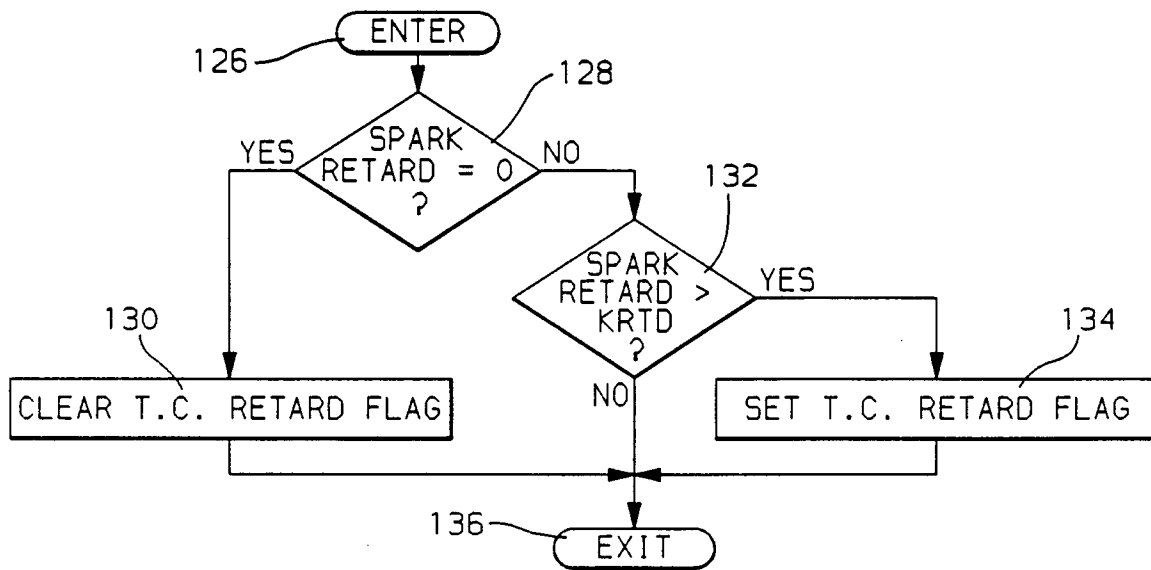 ENTER
126
128
SPARK
RETARD = 0
?
YES
NO
132
SPARK
RETARD >
KRTD
?
YES
NO
130
CLEAR T.C. RETARD FLAG
134
SET T.C. RETARD FLAG
136
EXIT